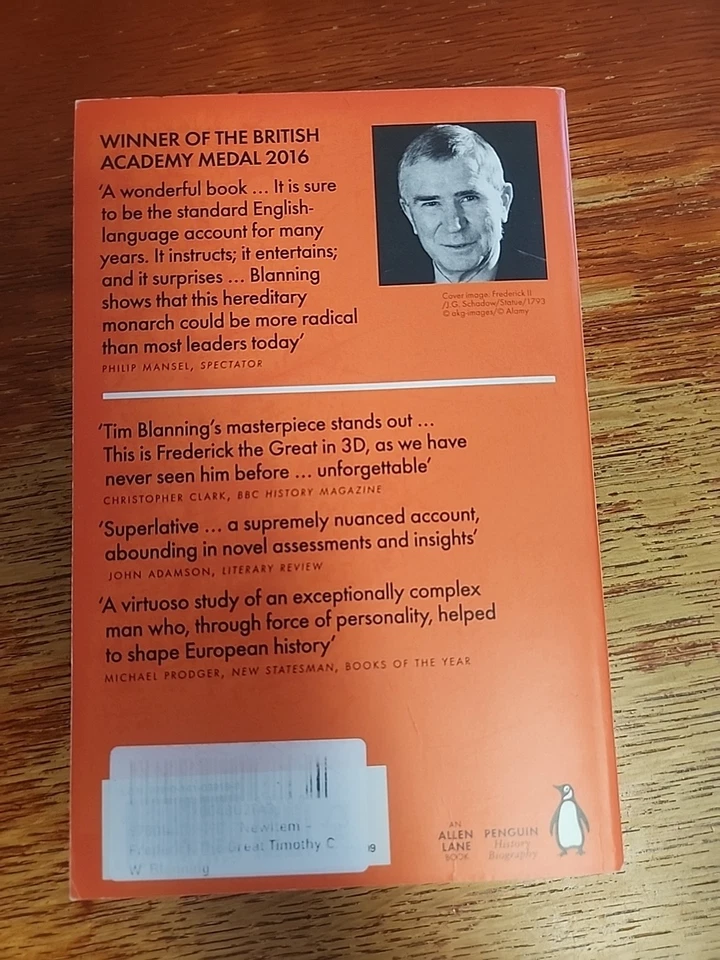 WINNER OF THE BRITISH
ACADEMY MEDAL 2016
‘A wonderful book ... It is sure
to be the standard English-
language account for many
years. It instructs; it entertains;
and it surprises ... Blanning
shows that this hereditary
monarch could be more radical
than most leaders today’
PHILIP MANSEL, SPECTATOR
Cover image: Frederick II
/J.G. Schadow/Statue/1793
© akg-images/© Alamy
‘Tim Blanning’s masterpiece stands out ...
This is Frederick the Great in 3D, as we have
never seen him before ... unforgettable’
CHRISTOPHER CLARK, BBC HISTORY MAGAZINE
‘Superlative ... a supremely nuanced account,
abounding in novel assessments and insights’
JOHN ADAMSON, LITERARY REVIEW
‘A virtuoso study of an exceptionally complex
man who, through force of personality, helped
to shape European history’
MICHAEL PRODGER, NEW STATESMAN, BOOKS OF THE YEAR
Newitem -
Great Timothy C.
W. Blanning
AN
ALLEN
LANE
BOOK
PENGUIN
History
Biography